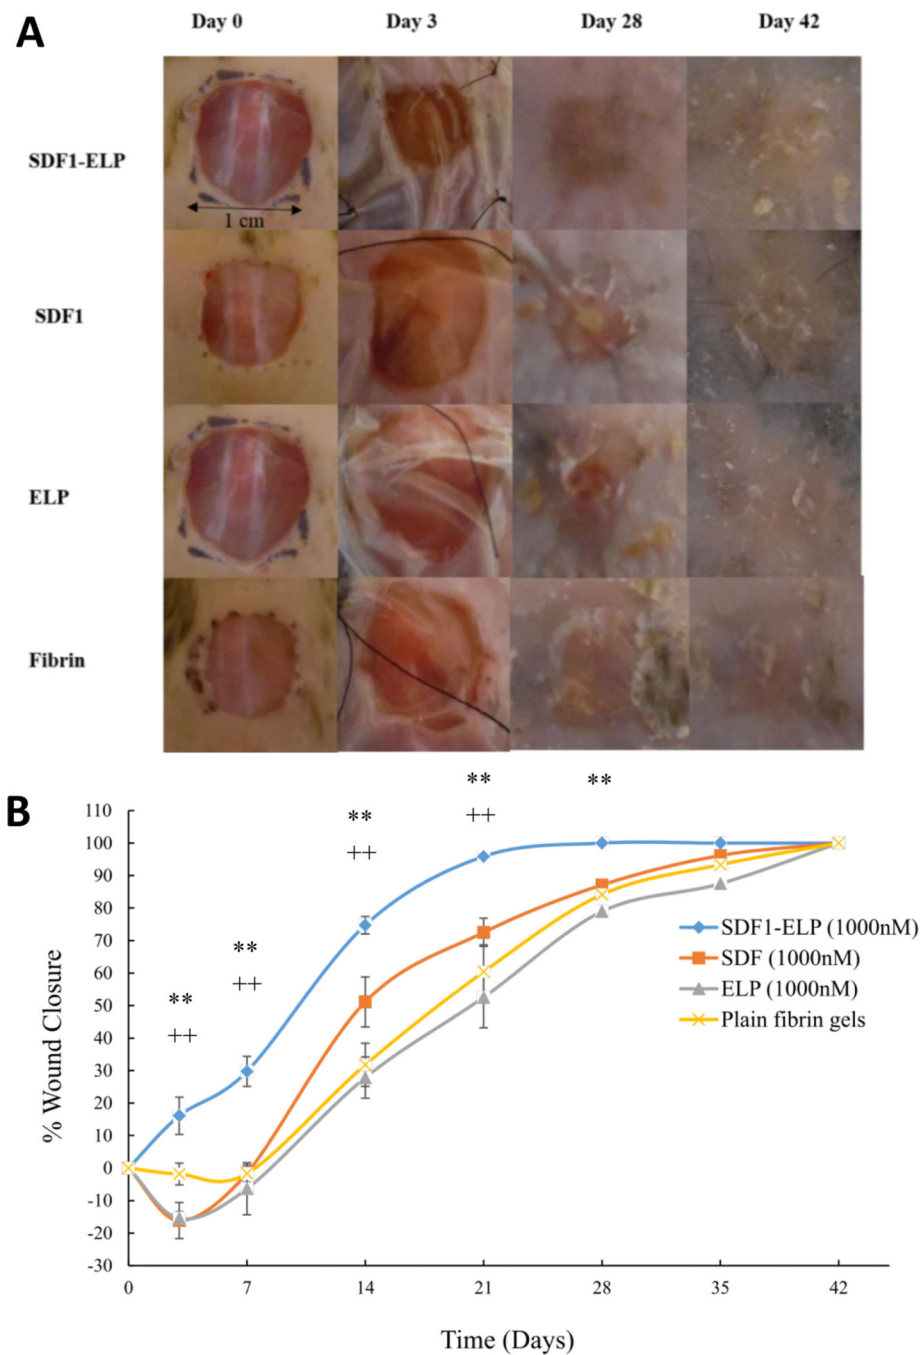 A
Day 0 Day 3 Day 28 Day 42
SDF1-ELP
1 cm
SDF1
ELP
Fibrin
B
** ** ** ** **
++ ++ ++ ++
110
100
90
80
70
60
50
40
30
20
10
0
-10
-20
-30
% Wound Closure
SDF1-ELP (1000nM)
SDF (1000nM)
ELP (1000nM)
Plain fibrin gels
0 7 14 21 28 35 42
Time (Days)